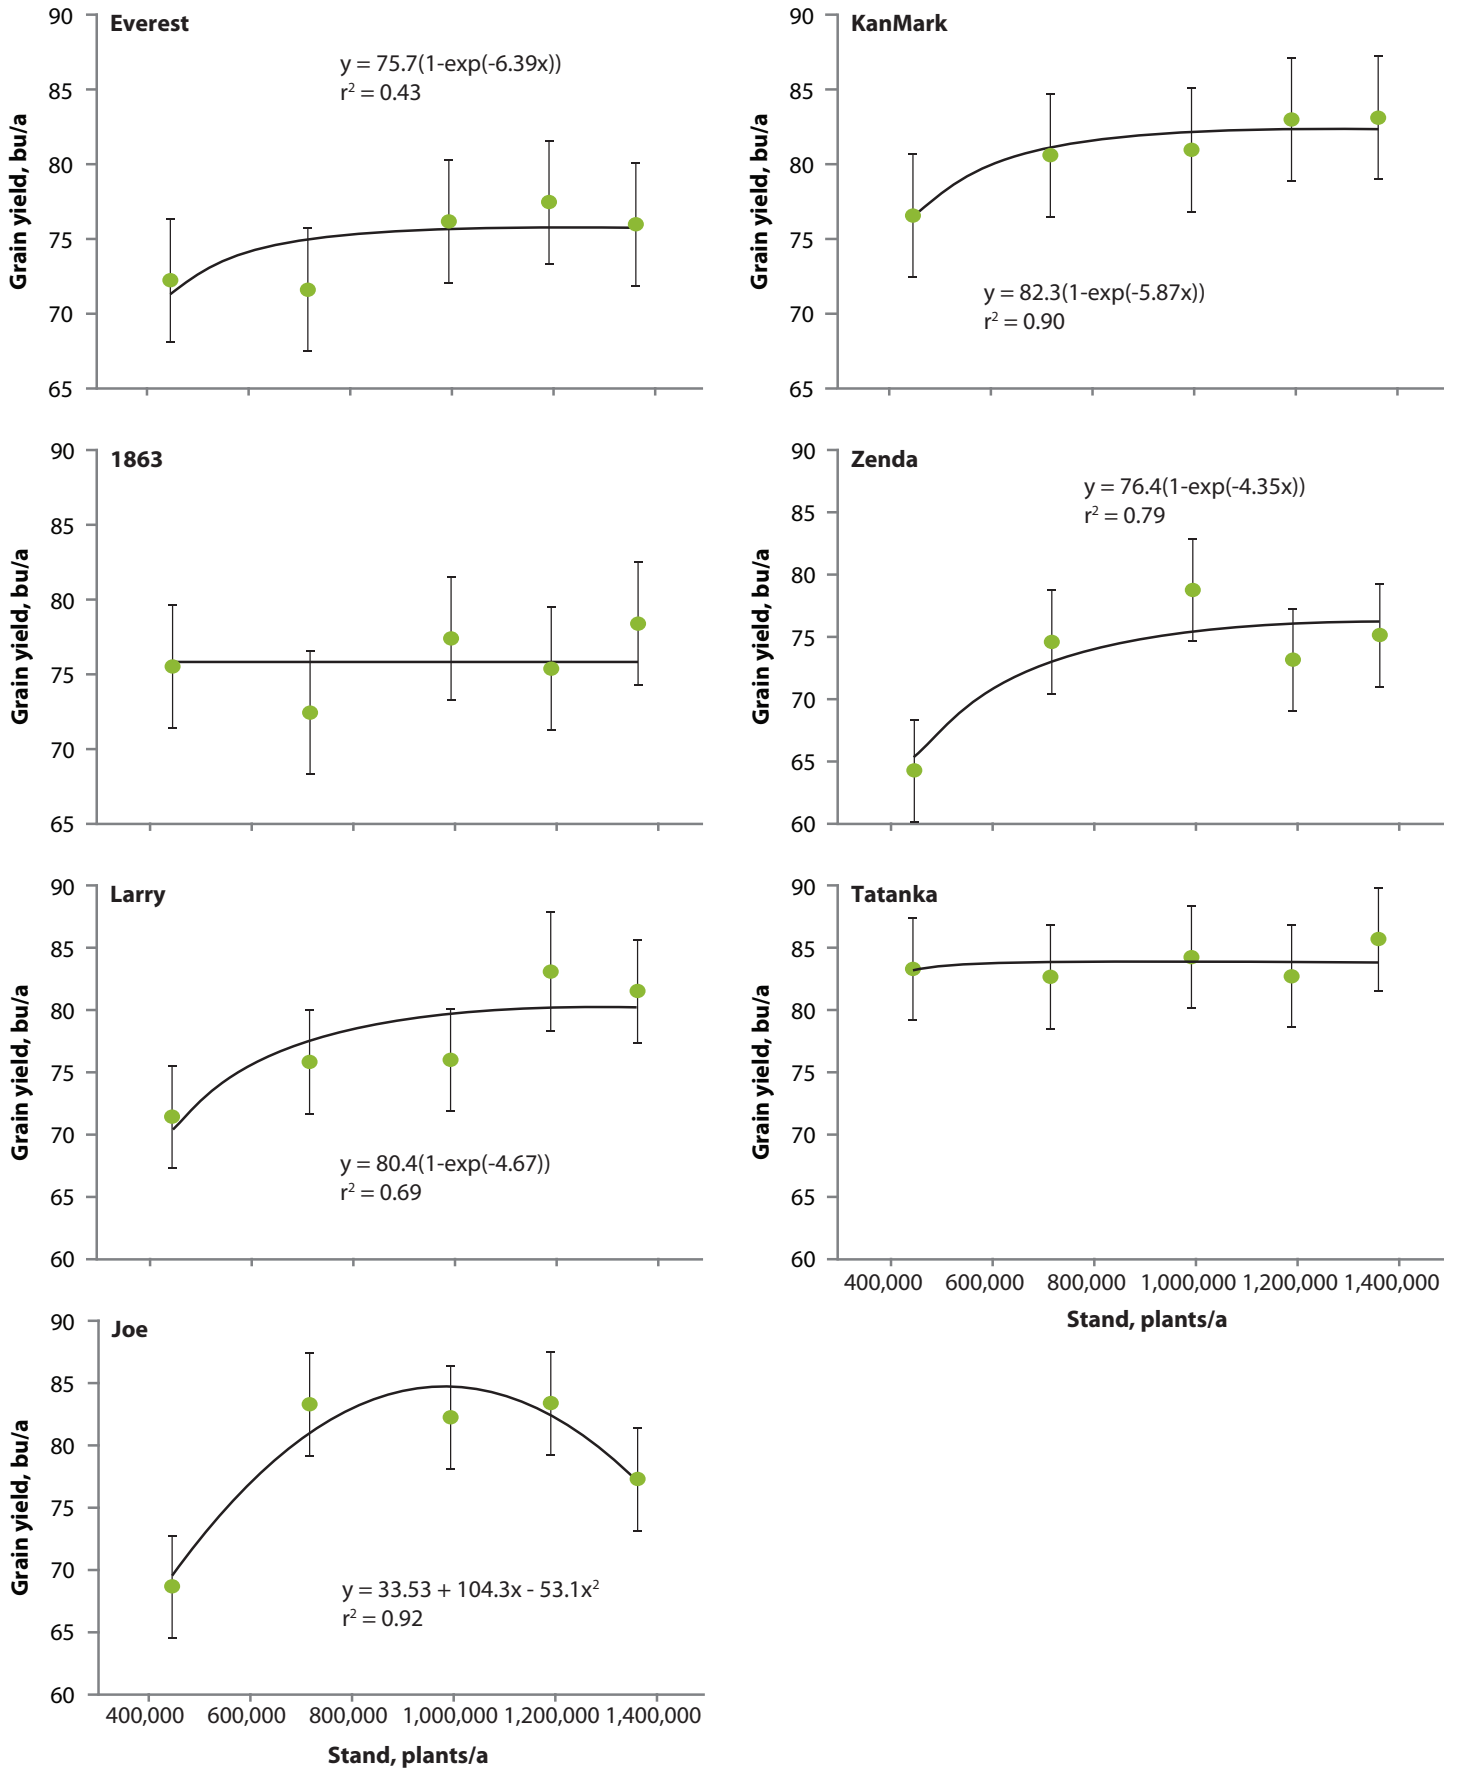 Everest
y = 75.7(1-exp(-6.39x))
r² = 0.43
Grain yield, bu/a
90
85
80
75
70
65
KanMark
y = 82.3(1-exp(-5.87x))
r² = 0.90
Grain yield, bu/a
90
85
80
75
70
65
1863
Grain yield, bu/a
90
85
80
75
70
65
Zenda
y = 76.4(1-exp(-4.35x))
r² = 0.79
Grain yield, bu/a
90
85
80
75
70
65
60
Larry
y = 80.4(1-exp(-4.67))
r² = 0.69
Grain yield, bu/a
90
85
80
75
70
65
60
Tatanka
Grain yield, bu/a
90
85
80
75
70
65
60
400,000 600,000 800,000 1,000,000 1,200,000 1,400,000
Stand, plants/a
Joe
y = 33.53 + 104.3x - 53.1x²
r² = 0.92
Grain yield, bu/a
90
85
80
75
70
65
60
400,000 600,000 800,000 1,000,000 1,200,000 1,400,000
Stand, plants/a